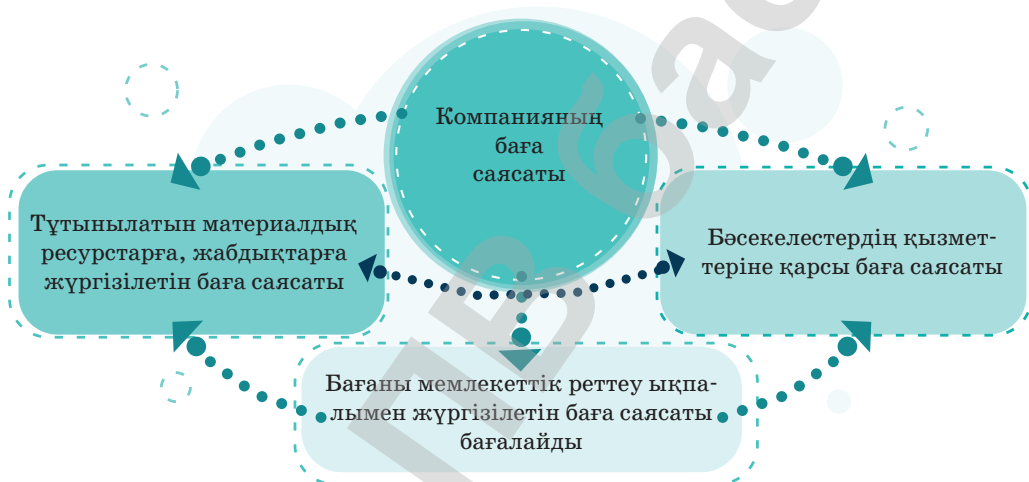 Компанияның
баға
саясаты
Тұтынылатын материалдық
ресурстарға, жабдықтарға
жүргізілетін баға саясаты
Бәсекелестердің қызмет-
теріне қарсы баға саясаты
Бағаны мемлекеттік реттеу ықпа-
лымен жүргізілетін баға саясаты
бағалайды